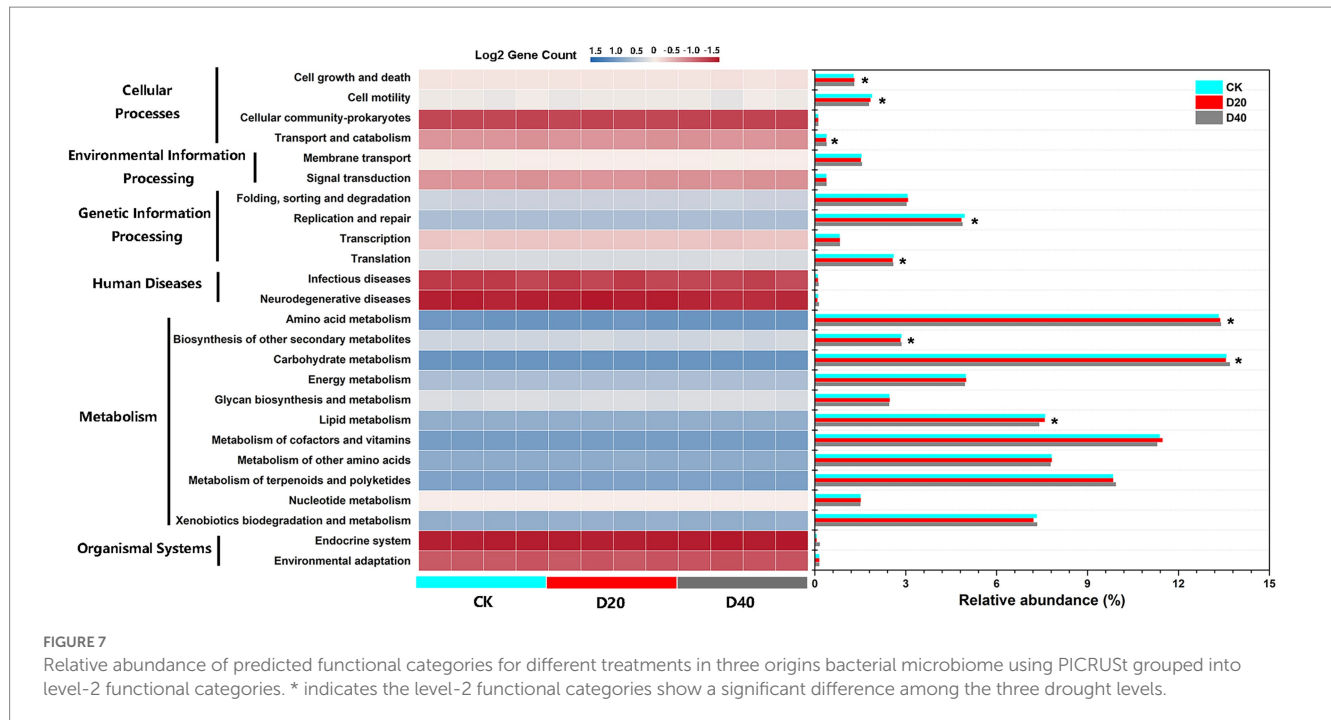 Log2 Gene Count
1.5 1.0 0.5 0 -0.5 -1.0 -1.5
Cellular
Processes
Cell growth and death
*
Cell motility
*
Cellular community-prokaryotes
Transport and catabolism
*
Environmental Information
Processing
Membrane transport
Signal transduction
Genetic Information
Processing
Folding, sorting and degradation
Replication and repair
*
Transcription
Translation
*
Human Diseases
Infectious diseases
Neurodegenerative diseases
Metabolism
Amino acid metabolism
*
Biosynthesis of other secondary metabolites
*
Carbohydrate metabolism
*
Energy metabolism
Glycan biosynthesis and metabolism
Lipid metabolism
*
Metabolism of cofactors and vitamins
Metabolism of other amino acids
Metabolism of terpenoids and polyketides
Nucleotide metabolism
Xenobiotics biodegradation and metabolism
Organismal Systems
Endocrine system
Environmental adaptation
CK
D20
D40
CK D20 D40
0 3 6 9 12 15
Relative abundance (%)
FIGURE 7
Relative abundance of predicted functional categories for different treatments in three origins bacterial microbiome using PICRUSt grouped into
level-2 functional categories. * indicates the level-2 functional categories show a significant difference among the three drought levels.